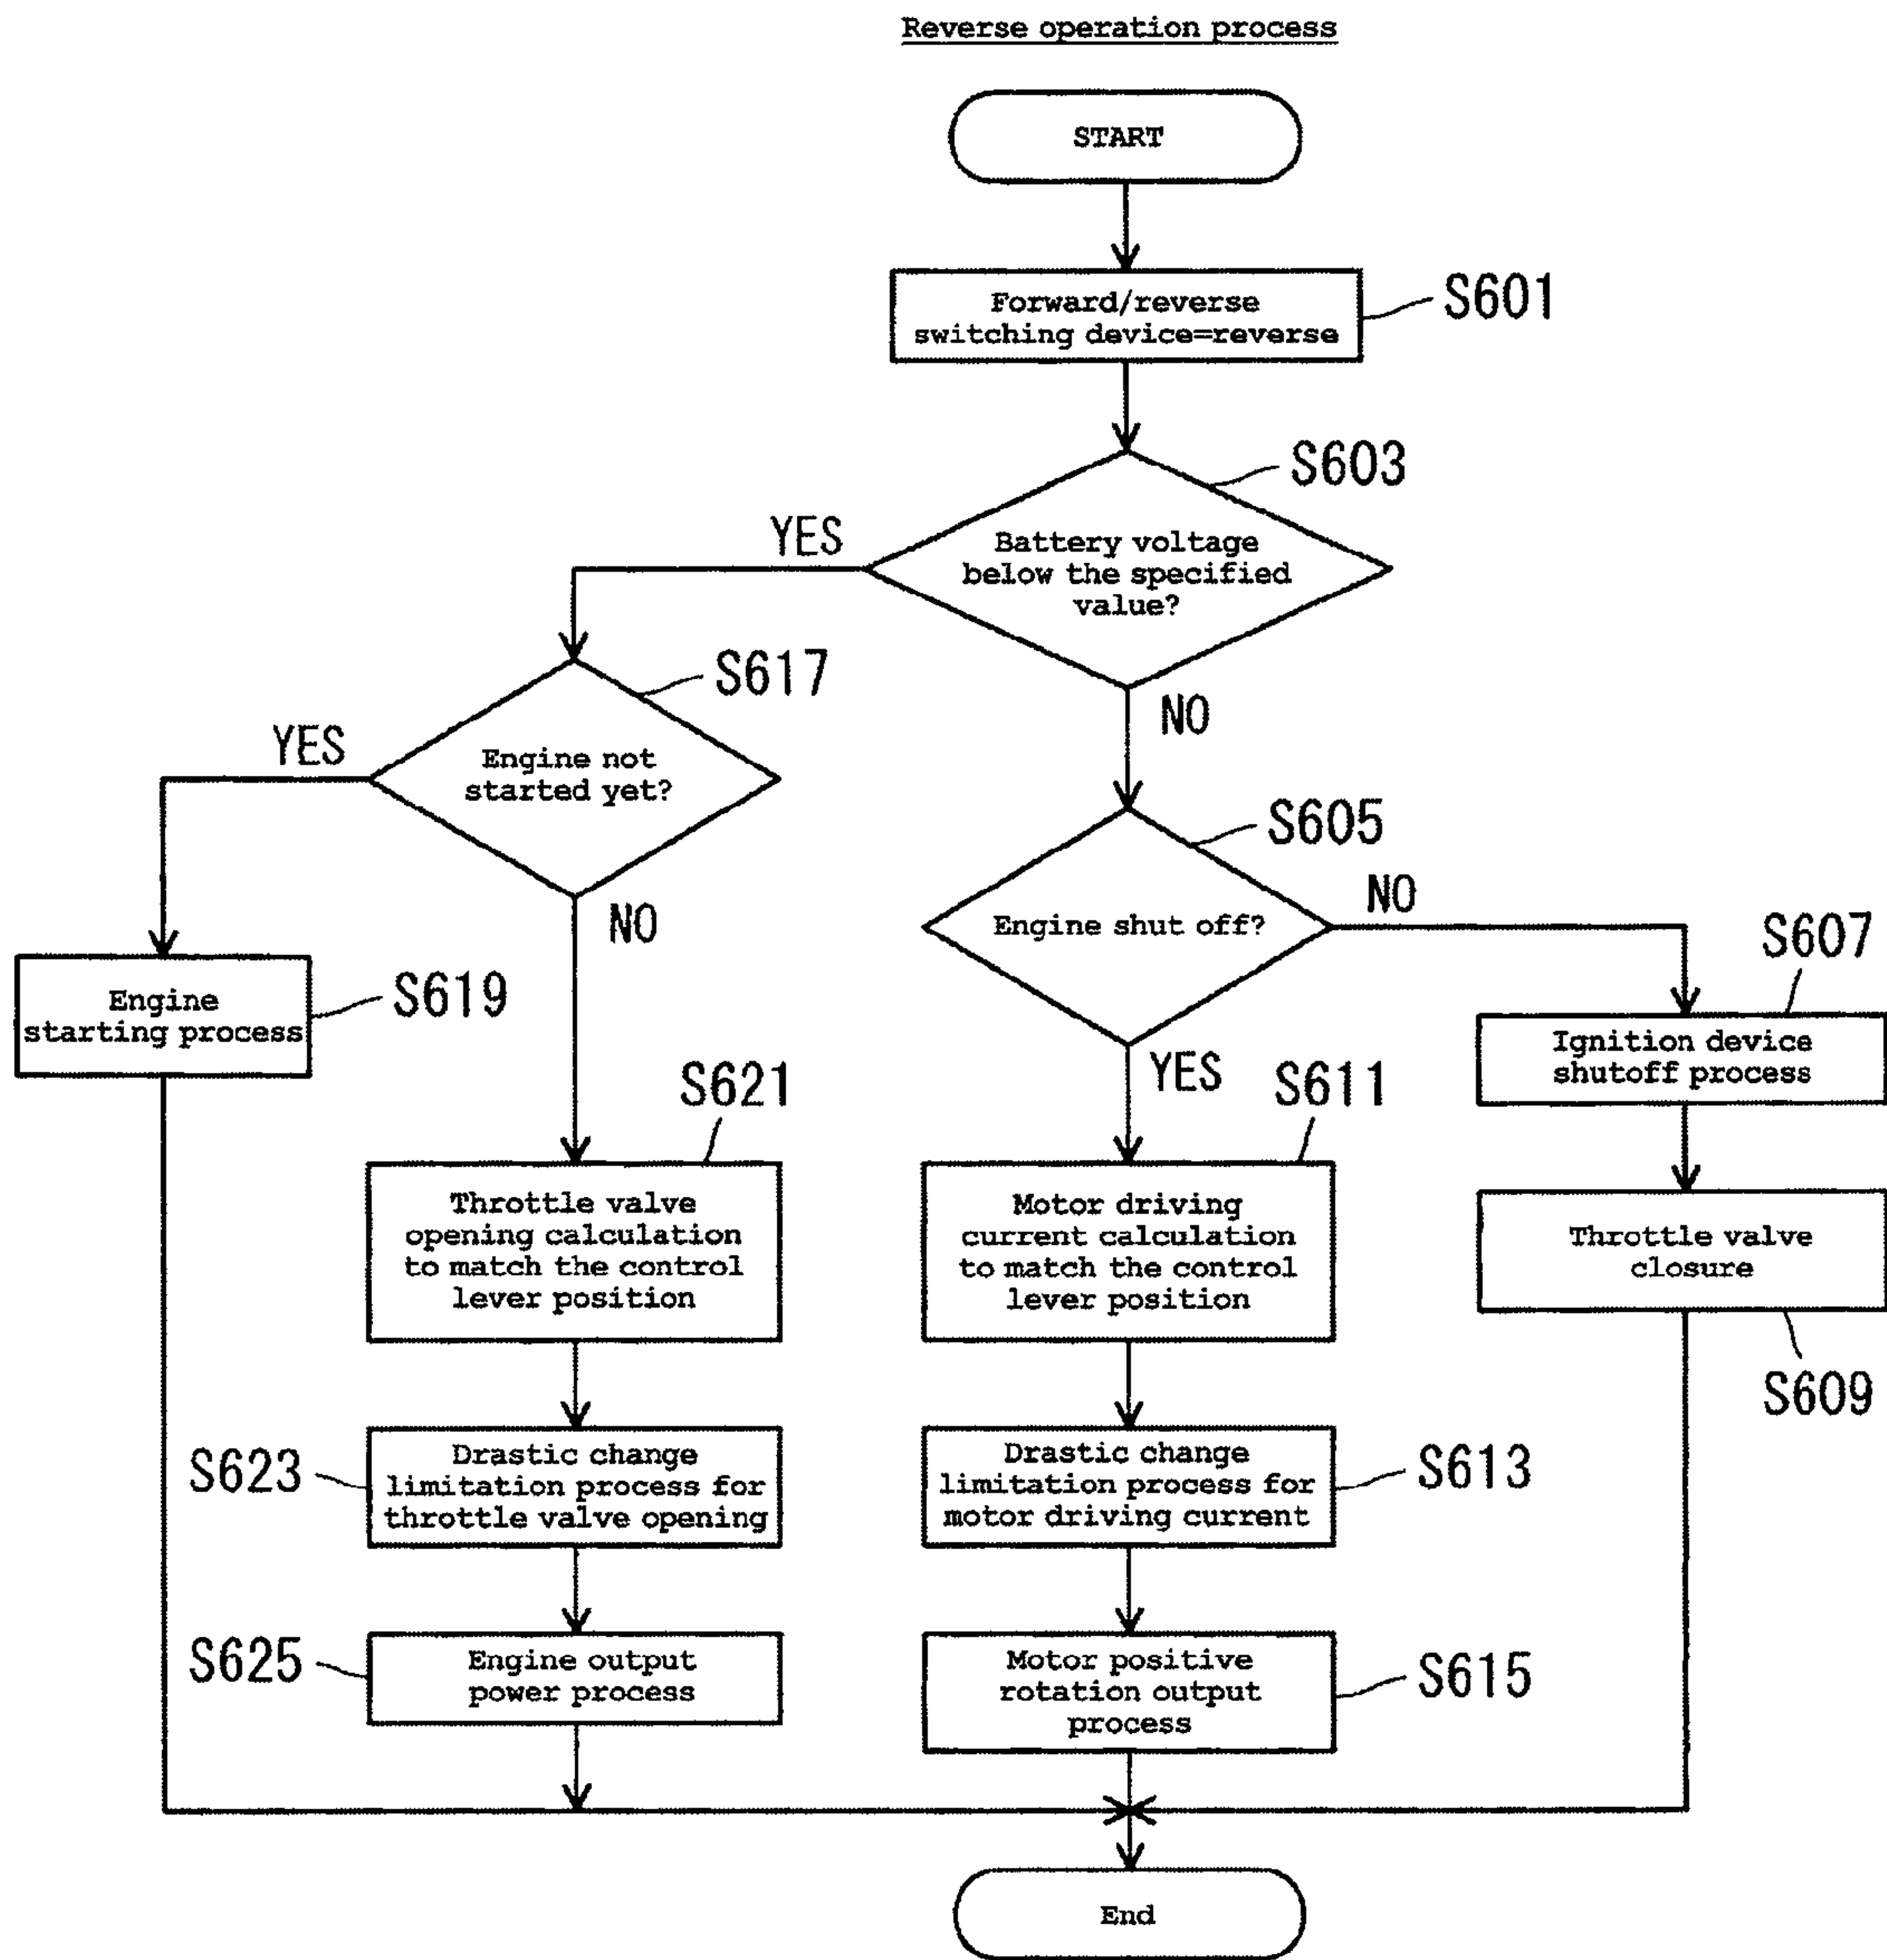 Reverse operation process
START
Forward/reverse
switching device=reverse
S601
S603
YES
Battery voltage
below the specified
value?
NO
S617
YES
Engine not
started yet?
NO
S605
Engine shut off?
NO
YES
S607
Ignition device
shutoff process
S619
Engine
starting process
S621
Throttle valve
opening calculation
to match the control
lever position
S611
Motor driving
current calculation
to match the control
lever position
Throttle valve
closure
S609
S623
Drastic change
limitation process for
throttle valve opening
Drastic change
limitation process for
motor driving current
S613
S625
Engine output
power process
Motor positive
rotation output
process
S615
End